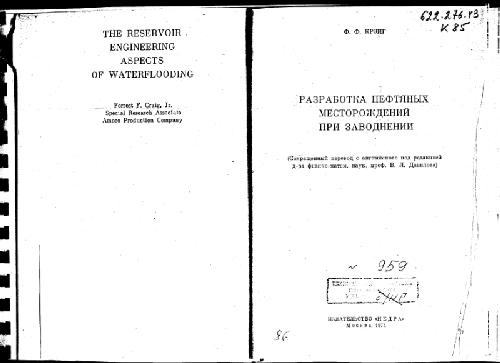 THE RESERVOIR
ENGINEERING
ASPECTS
OF WATERFLOODING
Forrest F. Craig, Jr.
Special Research Associate
Amoco Production Company
622.276.43
К 85
Ф. Ф. КРЕЙГ
РАЗРАБОТКА НЕФТЯНЫХ
МЕСТОРОЖДЕНИЙ
ПРИ ЗАВОДНЕНИИ
(Сокращенный перевод с английского под редакцией
д-ра физико-матем. наук, проф. В. Л. Данилова)
959
ИЗДАТЕЛЬСТВО «НЕДРА»
МОСКВА
86